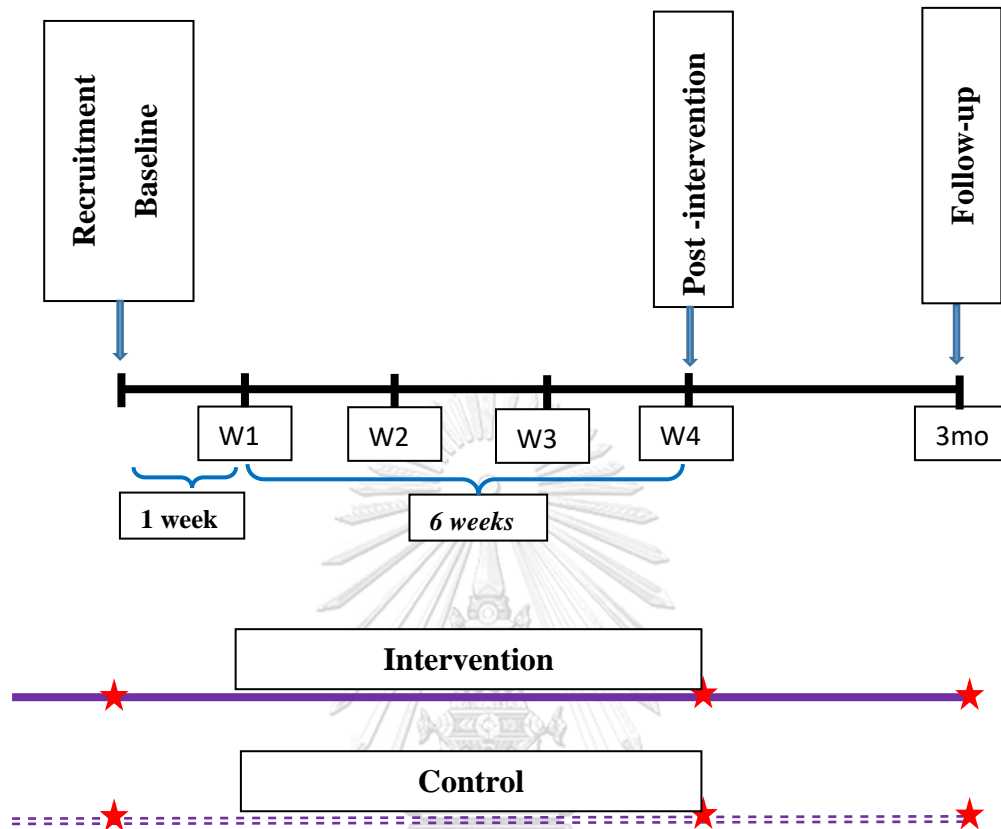 Recruitment
Baseline
Post -intervention
Follow-up
W1
W2
W3
W4
3mo
1 week
6 weeks
Intervention
Control